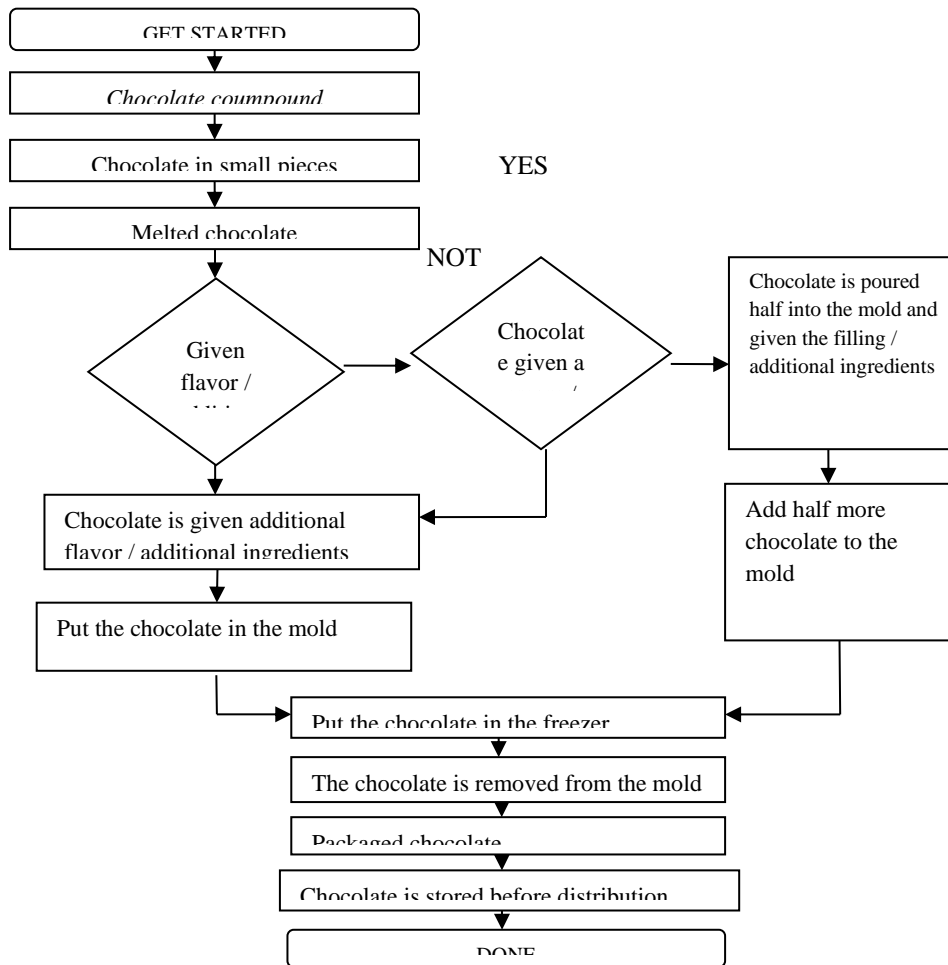 GET STARTED
Chocolate coumpound
Chocolate in small pieces
YES
Melted chocolate
NOT
Given
flavor /
Chocolat
e given a
Chocolate is poured
half into the mold and
given the filling /
additional ingredients
Chocolate is given additional
flavor / additional ingredients
Add half more
chocolate to the
mold
Put the chocolate in the mold
Put the chocolate in the freezer
The chocolate is removed from the mold
Packaged chocolate
Chocolate is stored before distribution
DONE